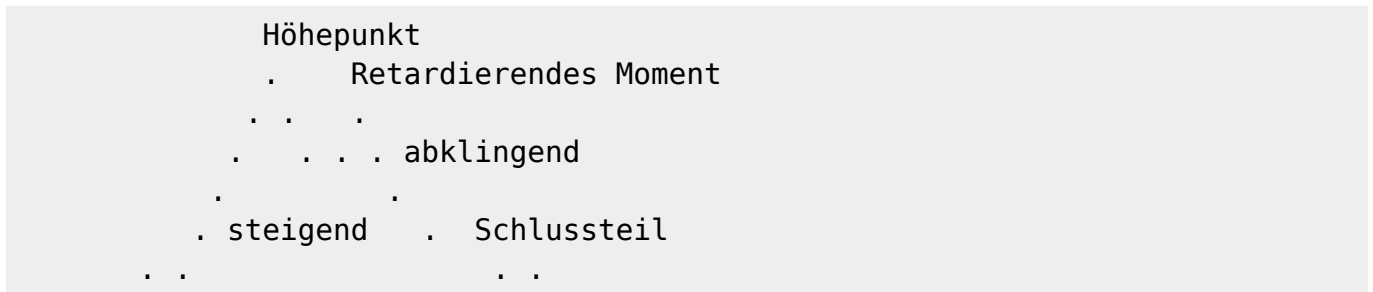 Höhepunkt
. Retardierendes Moment
. . .
. . . . abklingend
. .
. steigend . Schlussteil
. . . .